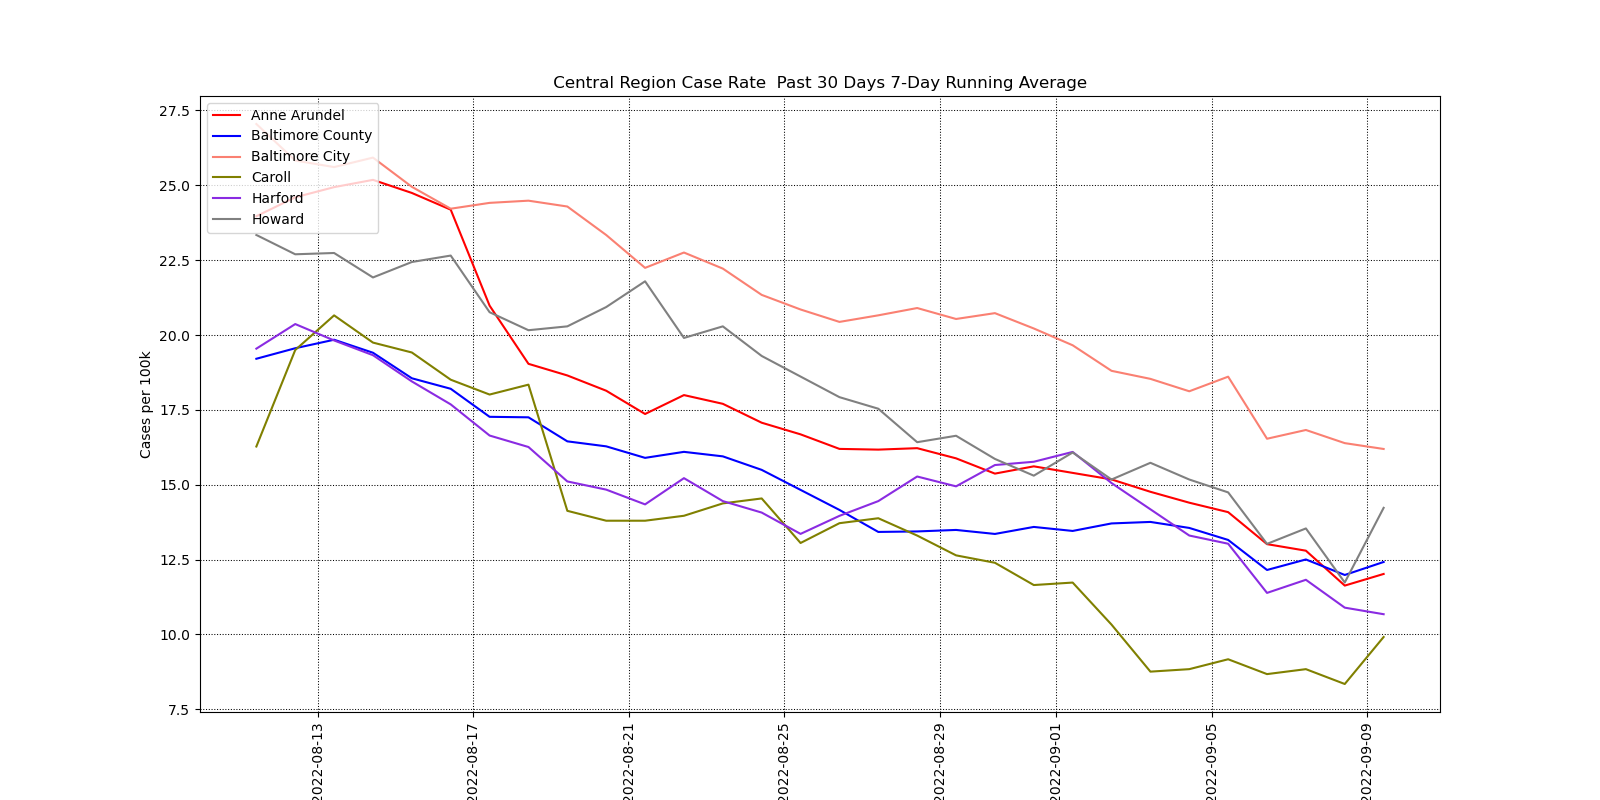 Central Region Case Rate  Past 30 Days 7-Day Running Average
27.5
25.0
22.5
20.0
17.5
15.0
12.5
10.0
7.5
Cases per 100k
Anne Arundel
Baltimore County
Baltimore City
Caroll
Harford
Howard
2022-08-13
2022-08-17
2022-08-21
2022-08-25
2022-08-29
2022-09-01
2022-09-05
2022-09-09